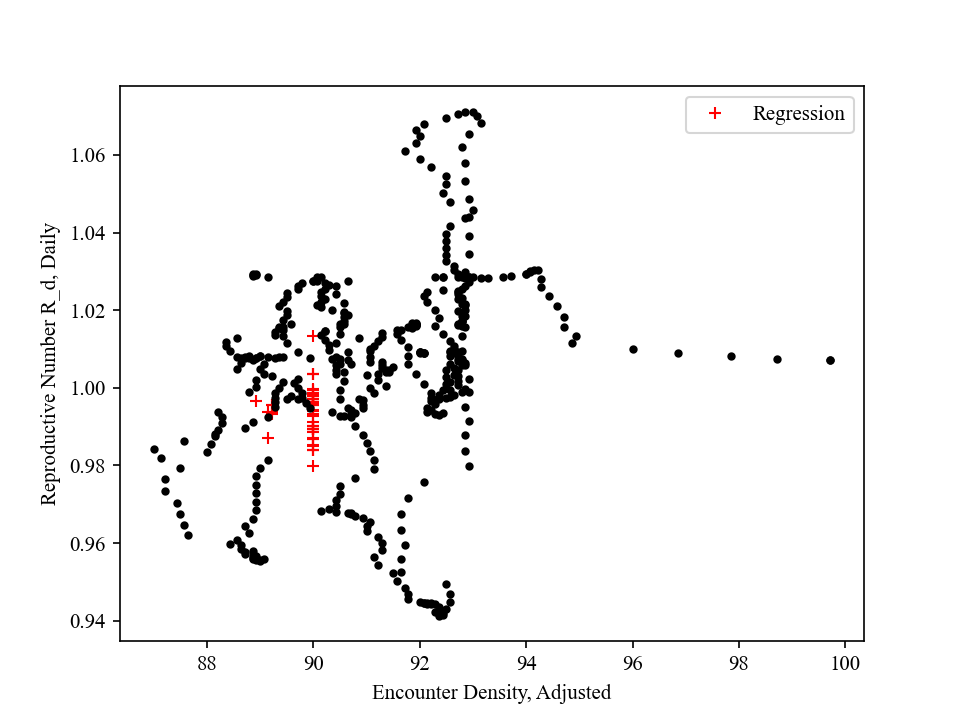 Regression
1.06
1.04
1.02
1.00
0.98
0.96
0.94
Reproductive Number R_d, Daily
88 90 92 94 96 98 100
Encounter Density, Adjusted